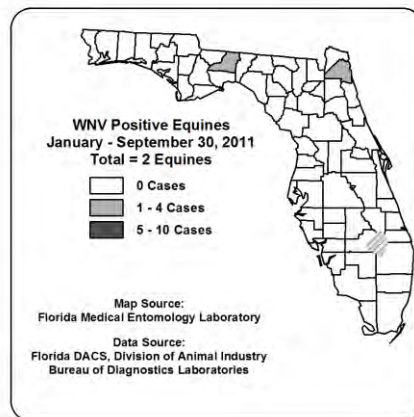 WNV Positive Equines
January - September 30, 2011
Total = 2 Equines
0 Cases
1 - 4 Cases
5 - 10 Cases
Map Source:
Florida Medical Entomology Laboratory
Data Source:
Florida DACS, Division of Animal Industry
Bureau of Diagnostics Laboratories